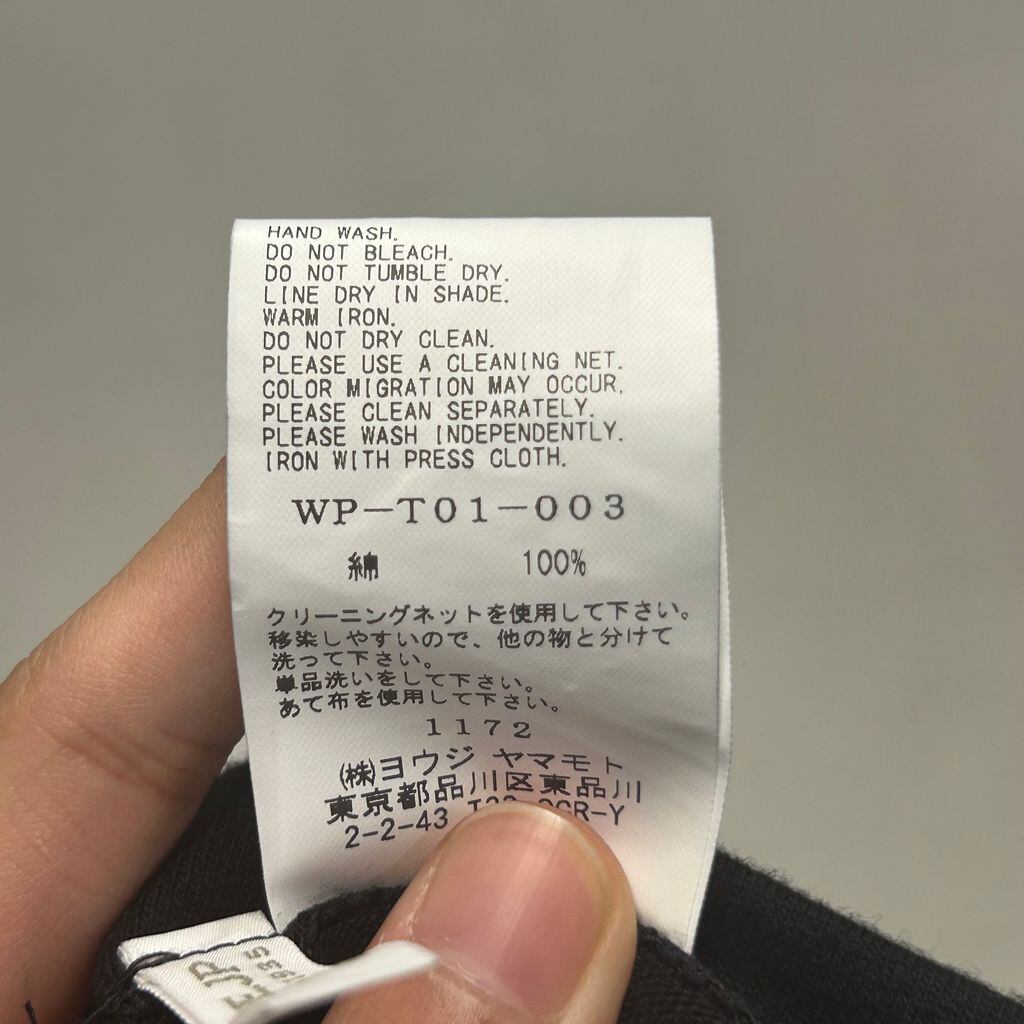 HAND WASH.
DO NOT BLEACH.
DO NOT TUMBLE DRY.
LINE DRY IN SHADE.
WARM IRON.
DO NOT DRY CLEAN.
PLEASE USE A CLEANING NET.
COLOR MIGRATION MAY OCCUR.
PLEASE CLEAN SEPARATELY.
PLEASE WASH INDEPENDENTLY.
IRON WITH PRESS CLOTH.
WP-T01-003
綿 100%
クリーニングネットを使用して下さい。
移染しやすいので、他の物と分けて
洗って下さい。
単品洗いをして下さい。
あて布を使用して下さい。
1172
(株)ヨウジ ヤマモト
東京都品川区東品川
2-2-43
JP